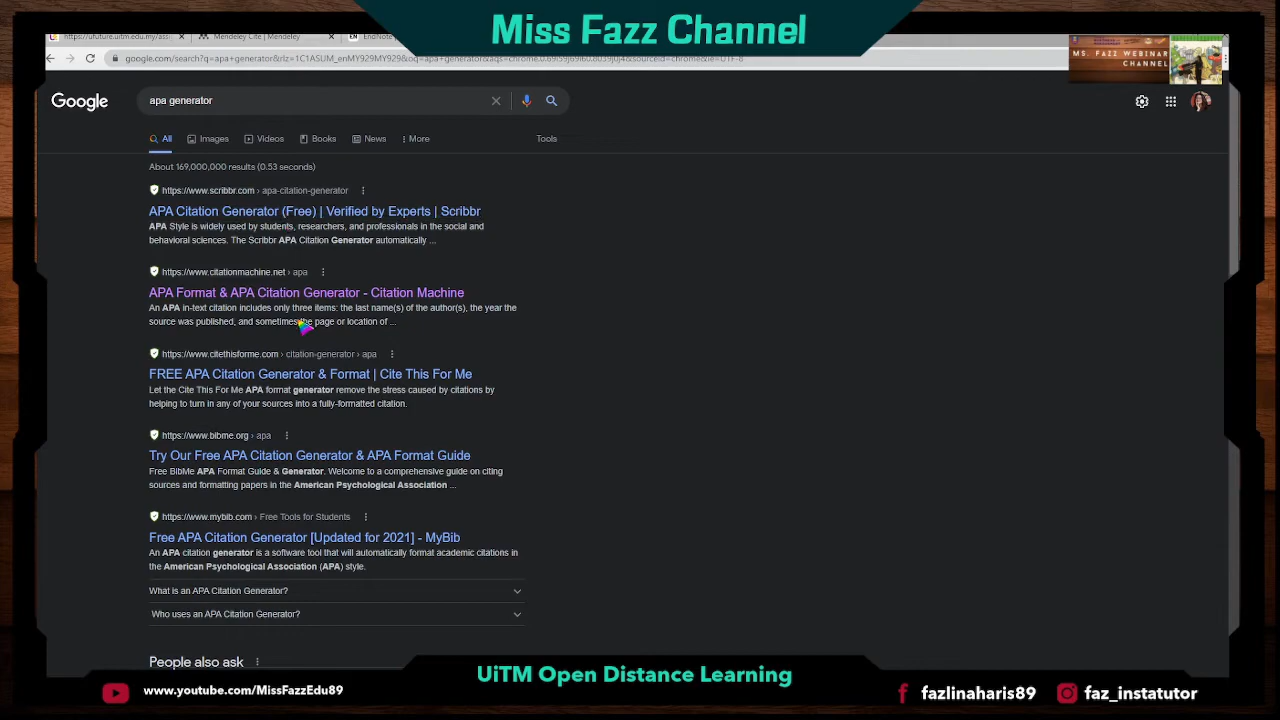 Miss Fazz Channel
https://ufuture.uitm.edu.my/ass
Mendeley Cite | Mendeley
EN EndNote
MS. FAZZ WEBINAR
CHANNEL
Google
apa generator
All
Images
Videos
Books
News
More
Tools
About 169,000,000 results (0.53 seconds)
https://www.scribbr.com › apa-citation-generator
APA Citation Generator (Free) | Verified by Experts | Scribbr
APA Style is widely used by students, researchers, and professionals in the social and
behavioral sciences. The Scribbr APA Citation Generator automatically ...
https://www.citationmachine.net › apa
APA Format & APA Citation Generator - Citation Machine
An APA in-text citation includes only three items: the last name(s) of the author(s), the year the
source was published, and sometimes the page or location of ...
https://www.citethisforme.com › citation-generator › apa
FREE APA Citation Generator & Format | Cite This For Me
Let the Cite This For Me APA format generator remove the stress caused by citations by
helping to turn in any of your sources into a fully-formatted citation.
https://www.bibme.org › apa
Try Our Free APA Citation Generator & APA Format Guide
Free BibMe APA Format Guide & Generator. Welcome to a comprehensive guide on citing
sources and formatting papers in the American Psychological Association ...
https://www.mybib.com › Free Tools for Students
Free APA Citation Generator [Updated for 2021] - MyBib
An APA citation generator is a software tool that will automatically format academic citations in
the American Psychological Association (APA) style.
What is an APA Citation Generator?
Who uses an APA Citation Generator?
People also ask
UiTM Open Distance Learning
www.youtube.com/MissFazzEdu89
fazlinaharis89
faz_instatutor